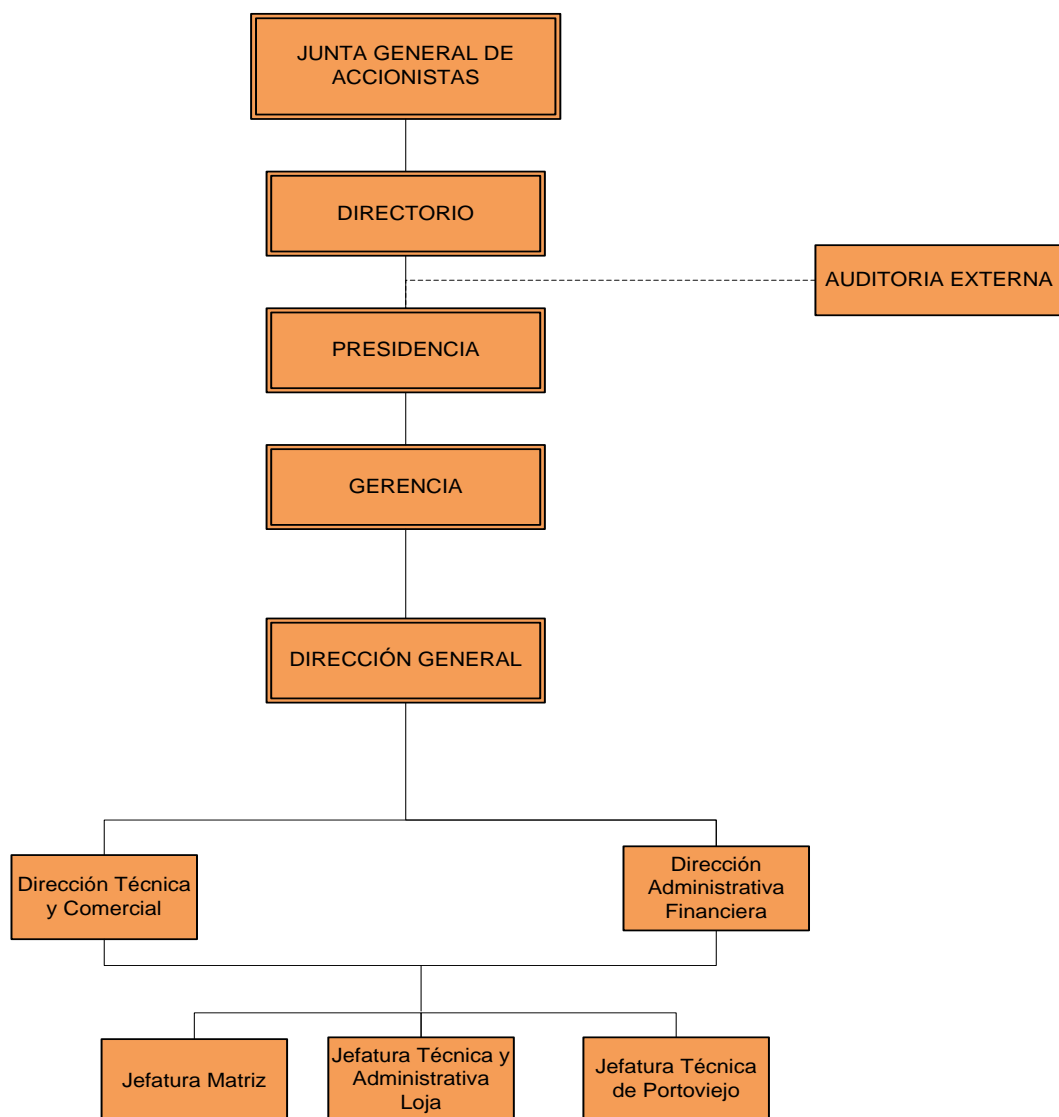 JUNTA GENERAL DE
ACCIONISTAS
DIRECTORIO
AUDITORIA EXTERNA
PRESIDENCIA
GERENCIA
DIRECCIÓN GENERAL
Dirección Técnica
y Comercial
Dirección
Administrativa
Financiera
Jefatura Matriz
Jefatura Técnica y
Administrativa
Loja
Jefatura Técnica
de Portoviejo